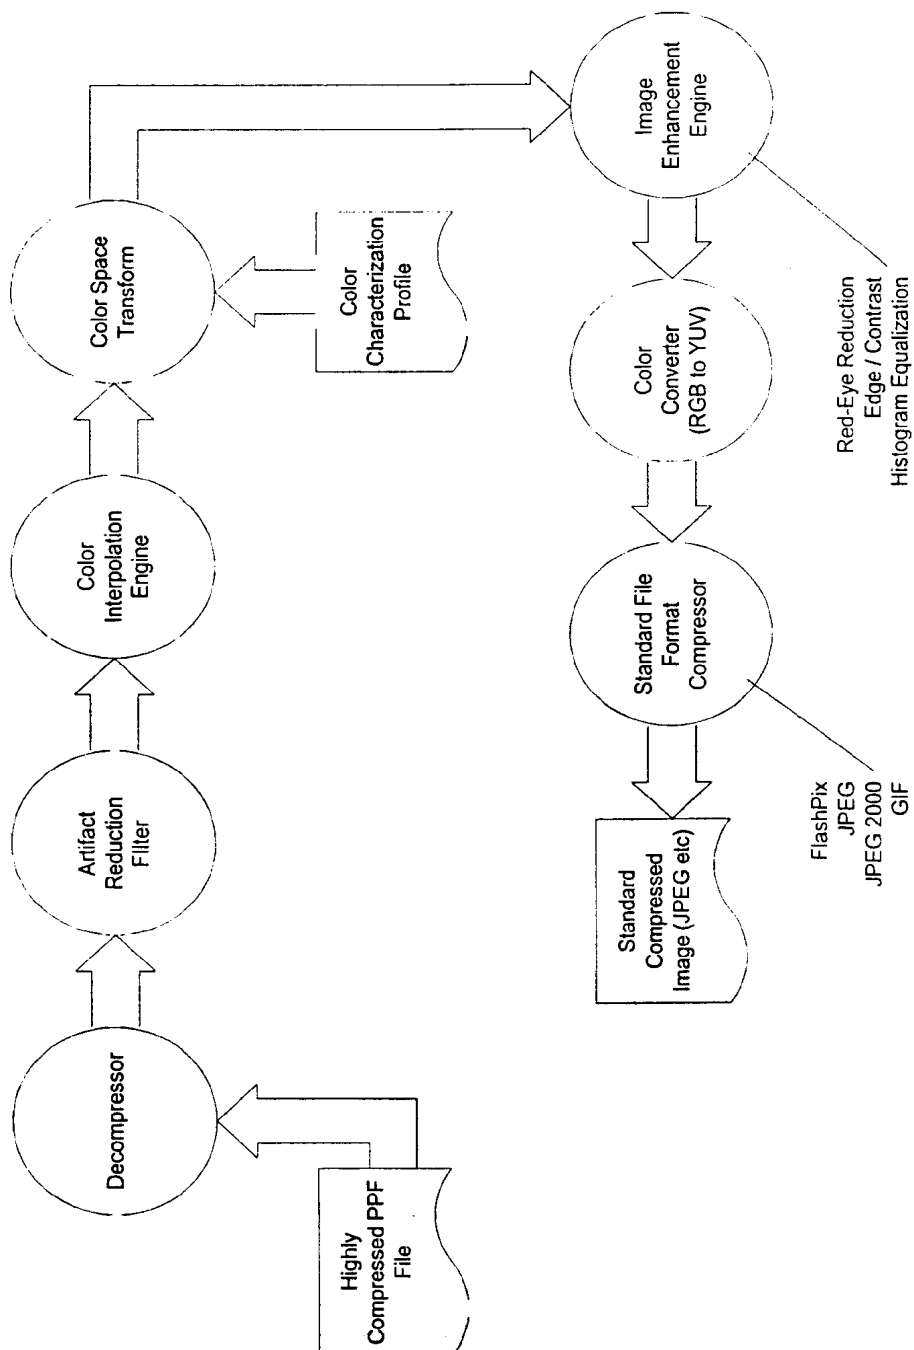 Highly
Compressed PPF
File
Decompressor
Artifact
Reduction
Filter
Color
Interpolation
Engine
Color Space
Transform
Color
Characterization
Profile
Image
Enhancement
Engine
Red-Eye Reduction
Edge / Contrast
Histogram Equalization
Color
Converter
(RGB to YUV)
Standard File
Format
Compressor
FlashPix
JPEG
JPEG 2000
GIF
Standard
Compressed
Image (JPEG etc)